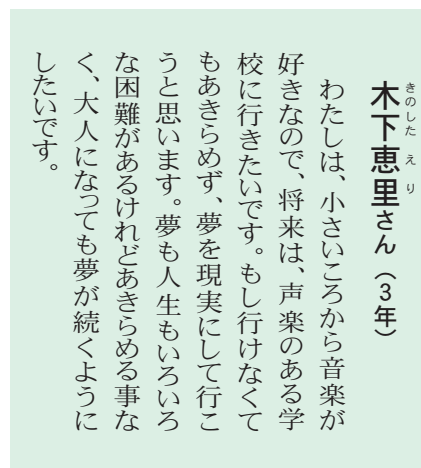 木下恵里さん（3年）
きのした えり
わたしは、小さいころから音楽が
好きなので、将来は、声楽のある学
校に行きたいです。もし行けなくて
もあきらめず、夢を現実にして行こ
うと思います。夢も人生もいろいろ
な困難があるけれどあきらめる事な
く、大人になっても夢が続くように
したいです。